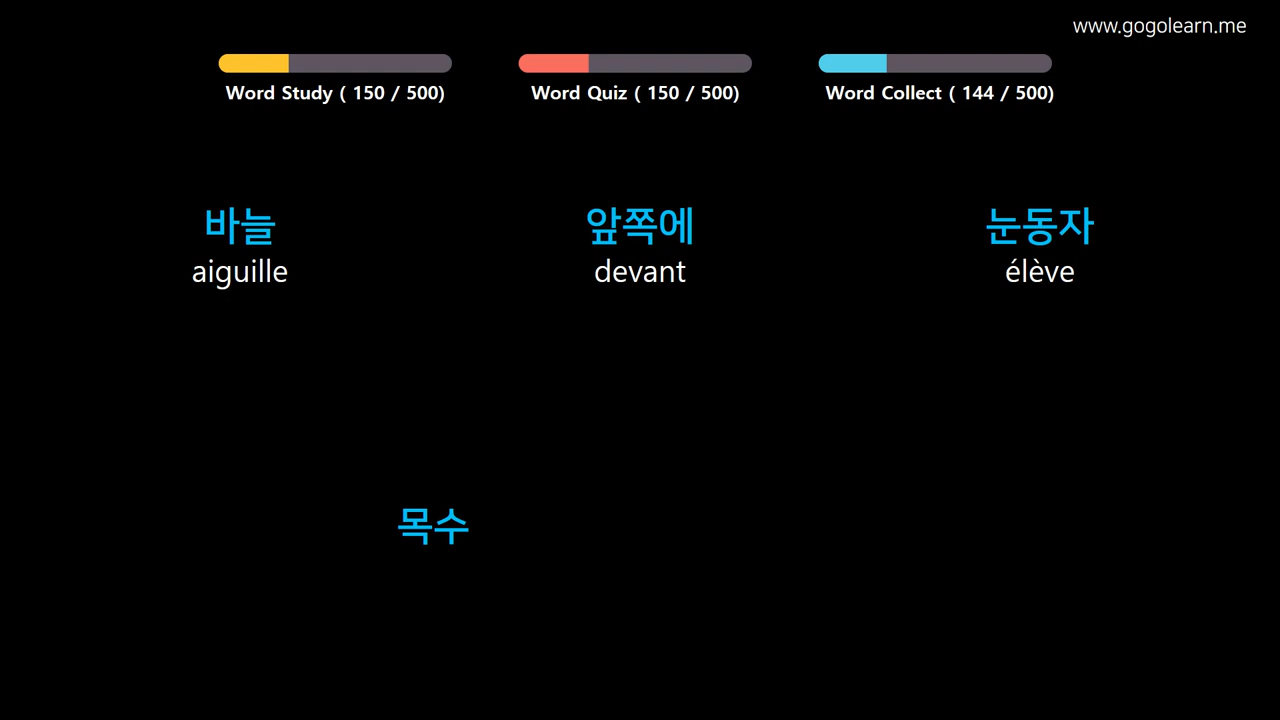 www.gogolearn.me
Word Study ( 150 / 500)
Word Quiz ( 150 / 500)
Word Collect ( 144 / 500)
바늘
aiguille
앞쪽에
devant
눈동자
élève
목수